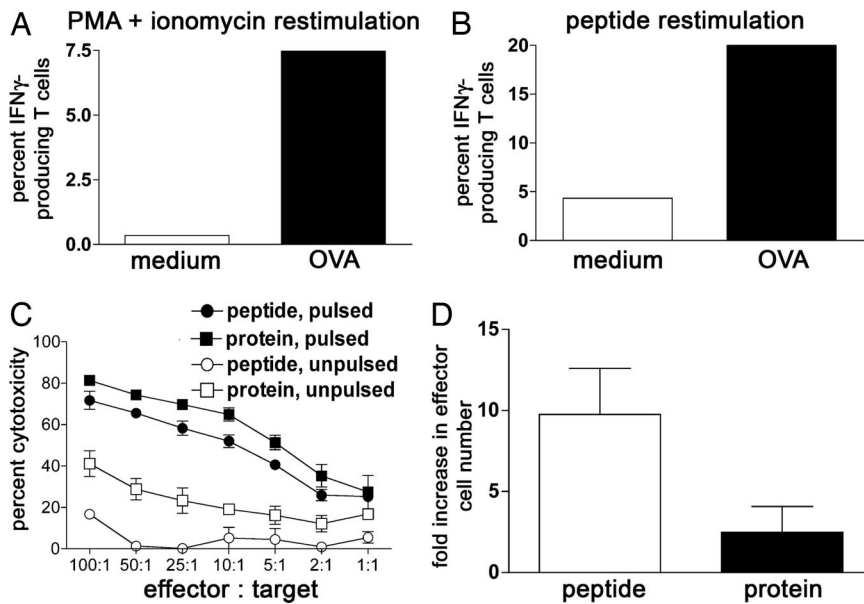 A PMA + ionomycin restimulation
percent IFNγ-
producing T cells
7.5
5.0
2.5
0.0
medium OVA
B peptide restimulation
percent IFNγ-
producing T cells
20
15
10
5
0
medium OVA
C
peptide, pulsed
protein, pulsed
peptide, unpulsed
protein, unpulsed
percent cytotoxicity
100
80
60
40
20
0
100:1 50:1 25:1 10:1 5:1 2:1 1:1
effector : target
D
fold increase in effector
cell number
15
10
5
0
peptide protein